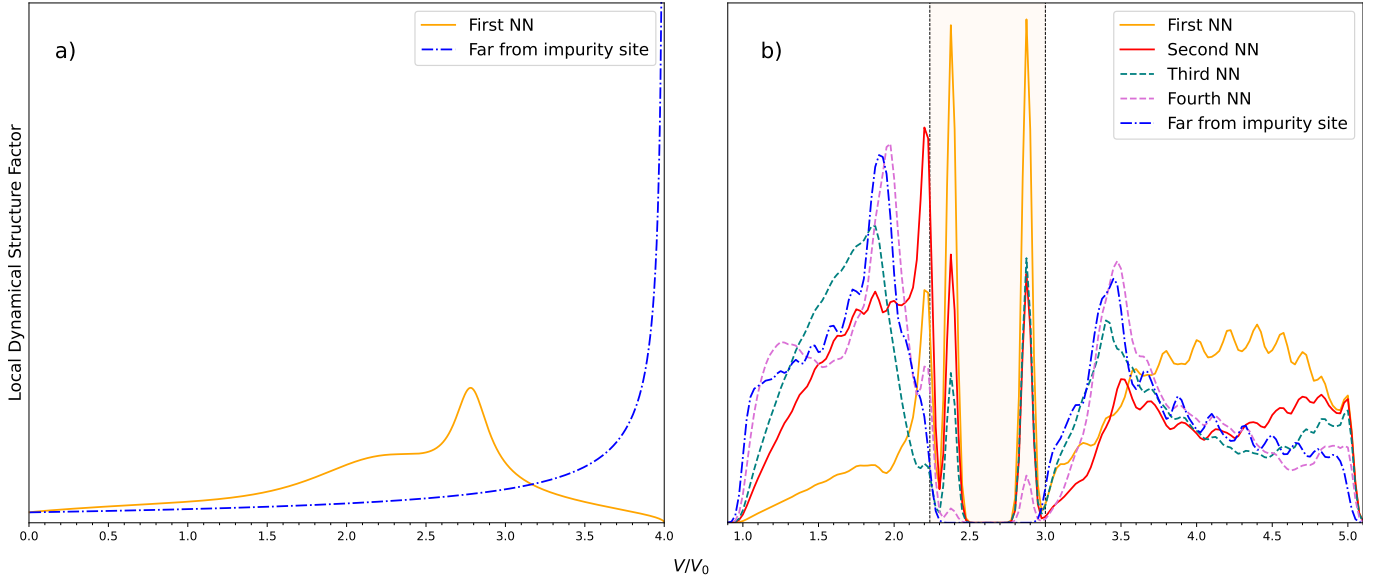 Local Dynamical Structure Factor
a)
First NN
Far from impurity site
0.0 0.5 1.0 1.5 2.0 2.5 3.0 3.5 4.0
b)
First NN
Second NN
Third NN
Fourth NN
Far from impurity site
1.0 1.5 2.0 2.5 3.0 3.5 4.0 4.5 5.0
V/V₀